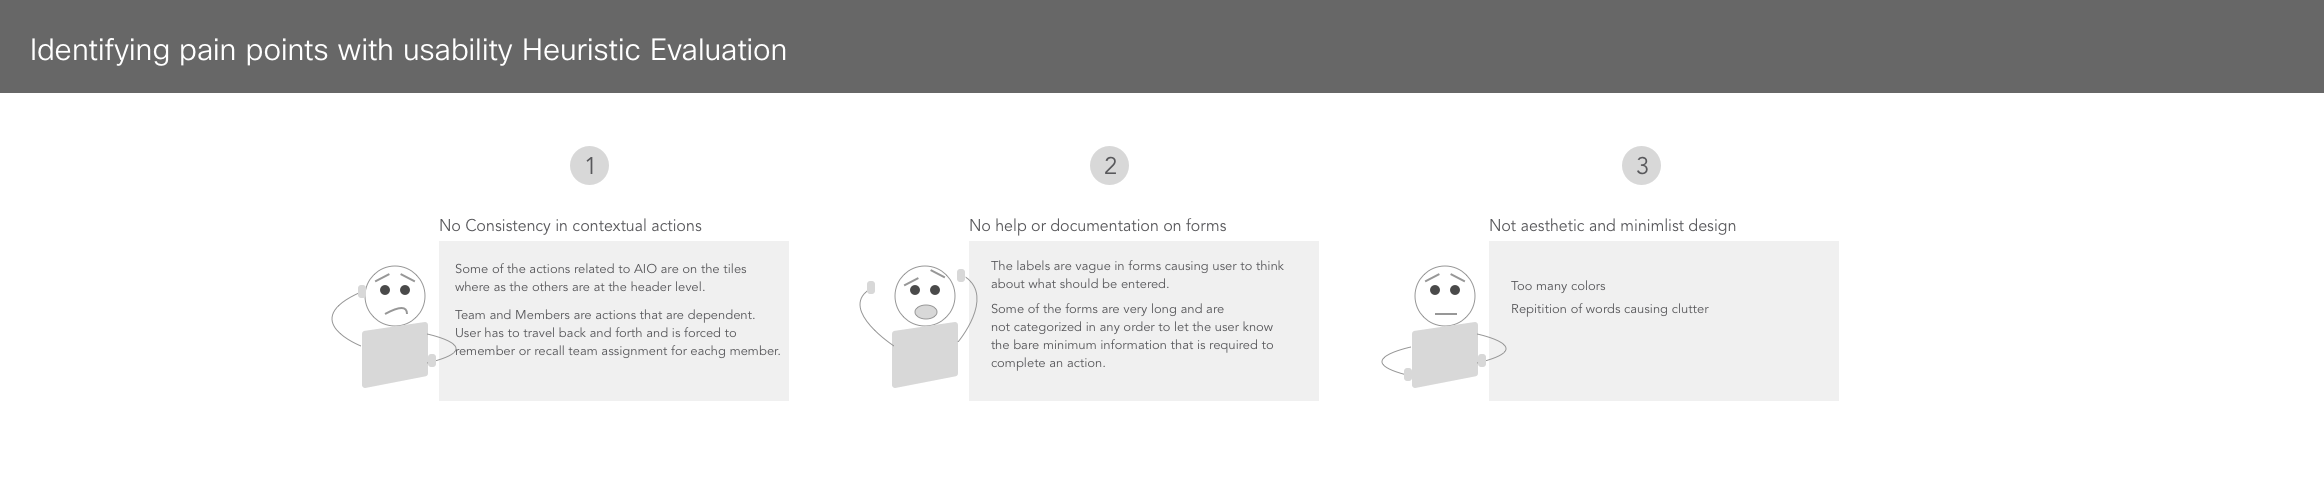 Identifying pain points with usability Heuristic Evaluation
1
No Consistency in contextual actions
Some of the actions related to AIO are on the tiles
where as the others are at the header level.
Team and Members are actions that are dependent.
User has to travel back and forth and is forced to
remember or recall team assignment for eachg member.
2
No help or documentation on forms
The labels are vague in forms causing user to think
about what should be entered.
Some of the forms are very long and are
not categorized in any order to let the user know
the bare minimum information that is required to
complete an action.
3
Not aesthetic and minimlist design
Too many colors
Repitition of words causing clutter